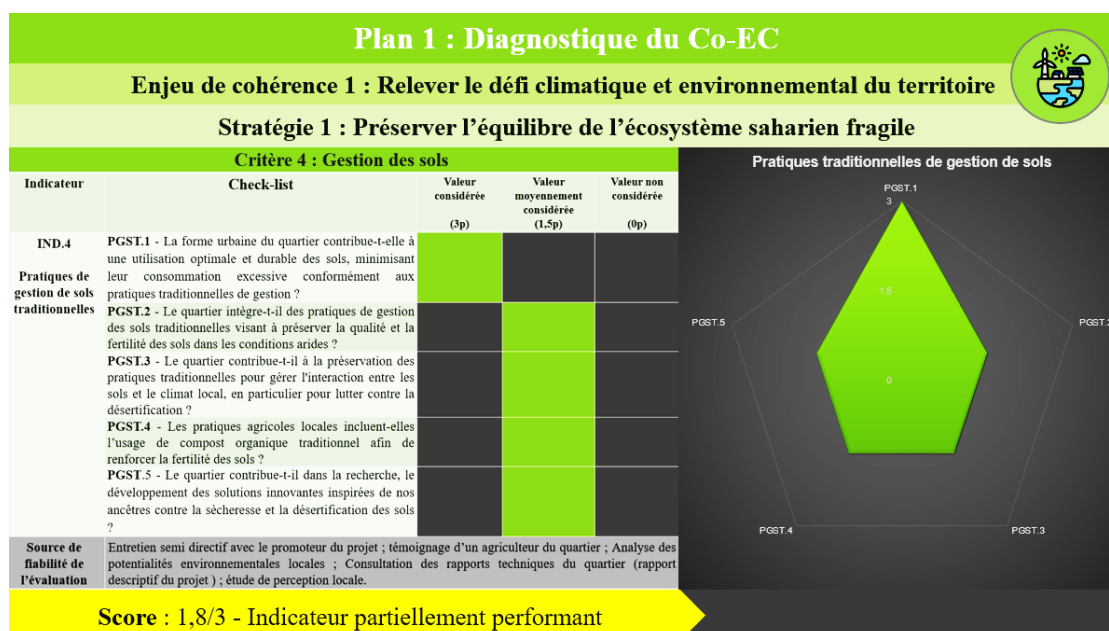 Plan 1 : Diagnostique du Co-EC
Enjeu de cohérence 1 : Relever le défi climatique et environnemental du territoire
Stratégie 1 : Préserver l’équilibre de l’écosystème saharien fragile
Critère 4 : Gestion des sols
Indicateur
Check-list
Valeur
considérée
(3p)
Valeur
moyennement
considérée
(1,5p)
Valeur non
considérée
(0p)
IND.4
Pratiques de
gestion de sols
traditionnelles
PGST.1 - La forme urbaine du quartier contribue-t-elle à
une utilisation optimale et durable des sols, minimisant
leur consommation excessive conformément aux
pratiques traditionnelles de gestion ?
PGST.2 - Le quartier intègre-t-il des pratiques de gestion
des sols traditionnelles visant à préserver la qualité et la
fertilité des sols dans les conditions arides ?
PGST.3 - Le quartier contribue-t-il à la préservation des
pratiques traditionnelles pour gérer l'interaction entre les
sols et le climat local, en particulier pour lutter contre la
désertification ?
PGST.4 - Les pratiques agricoles locales incluent-elles
l’usage de compost organique traditionnel afin de
renforcer la fertilité des sols ?
PGST.5 - Le quartier contribue-t-il dans la recherche, le
développement des solutions innovantes inspirées de nos
ancêtres contre la sècheresse et la désertification des sols
?
Source de
fiabilité de
l’évaluation
Entretien semi directif avec le promoteur du projet ; témoignage d’un agriculteur du quartier ; Analyse des
potentialités environnementales locales ; Consultation des rapports techniques du quartier (rapport
descriptif du projet ) ; étude de perception locale.
Score : 1,8/3 - Indicateur partiellement performant
Pratiques traditionnelles de gestion de sols
PGST.1
3
1,5
PGST.5
PGST.2
0
PGST.4
PGST.3